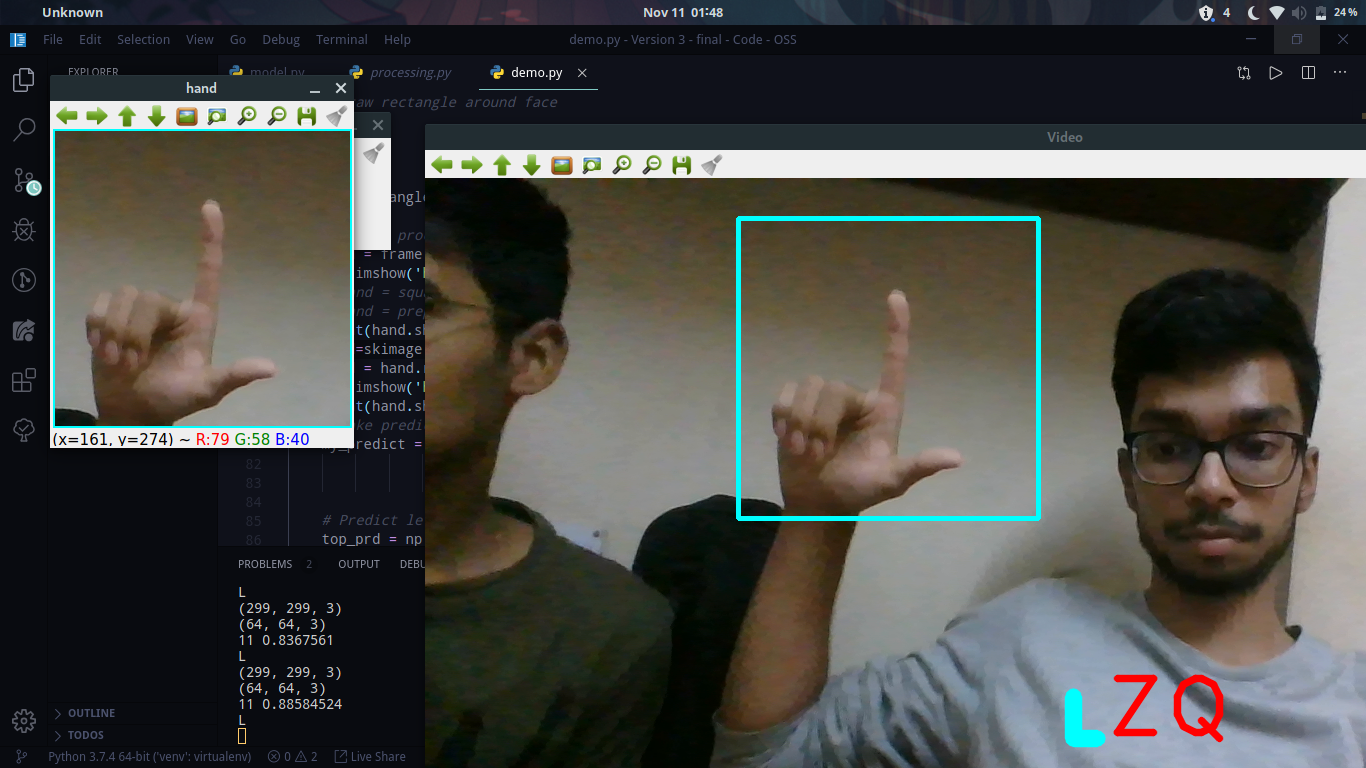 Unknown
Nov 11 01:48
4
24 %
File Edit Selection View Go Debug Terminal Help
demo.py - Version 3 - final - Code - OSS
EXPLORER
model.py
processing.py
demo.py
hand
aw rectangle around face
Video
angle
pro
= frame
imshow('
nd = squ
nd = pre
t(hand.sh
=skimage
= hand.
imshow('
t(hand.sh
ke predi
_predict =
(x=161, y=274) ~ R:79 G:58 B:40
82
83
84
85 # Predict le
86 top_prd = np
PROBLEMS 2 OUTPUT DEBU
L
(299, 299, 3)
(64, 64, 3)
11 0.8367561
L
(299, 299, 3)
(64, 64, 3)
11 0.88584524
L
L Z Q
OUTLINE
TODOS
Python 3.7.4 64-bit ('venv': virtualenv)
0
2
Live Share